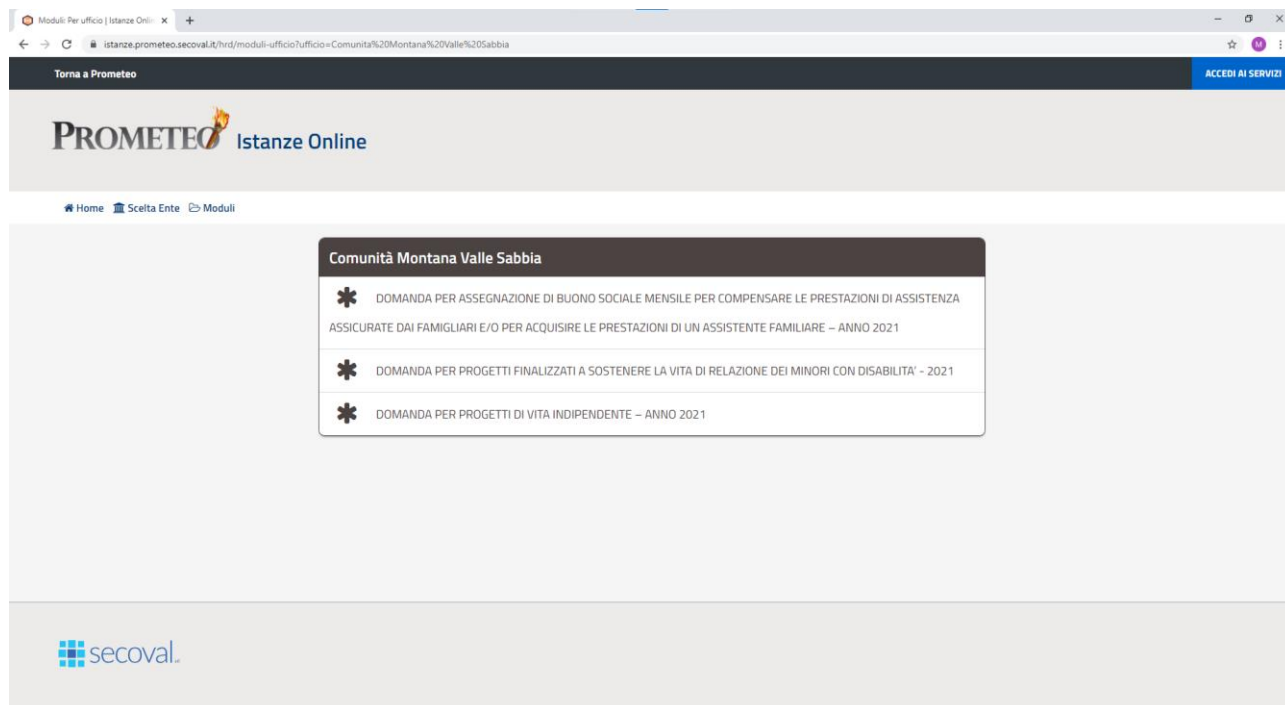 Moduli Per ufficio | Istanze Onlin
istanze.prometeo.secoval.it/hrd/moduli-ufficio?ufficio=Comunita%20Montana%20Valle%20Sabbia
M
Torna a Prometeo
ACCEDI AI SERVIZI
PROMETEO Istanze Online
Home Scelta Ente Moduli
Comunità Montana Valle Sabbia
DOMANDA PER ASSEGNAZIONE DI BUONO SOCIALE MENSILE PER COMPENSARE LE PRESTAZIONI DI ASSISTENZA
ASSICURATE DAI FAMIGLIARI E/O PER ACQUISIRE LE PRESTAZIONI DI UN ASSISTENTE FAMILIARE – ANNO 2021
DOMANDA PER PROGETTI FINALIZZATI A SOSTENERE LA VITA DI RELAZIONE DEI MINORI CON DISABILITA' - 2021
DOMANDA PER PROGETTI DI VITA INDIPENDENTE – ANNO 2021
secoval